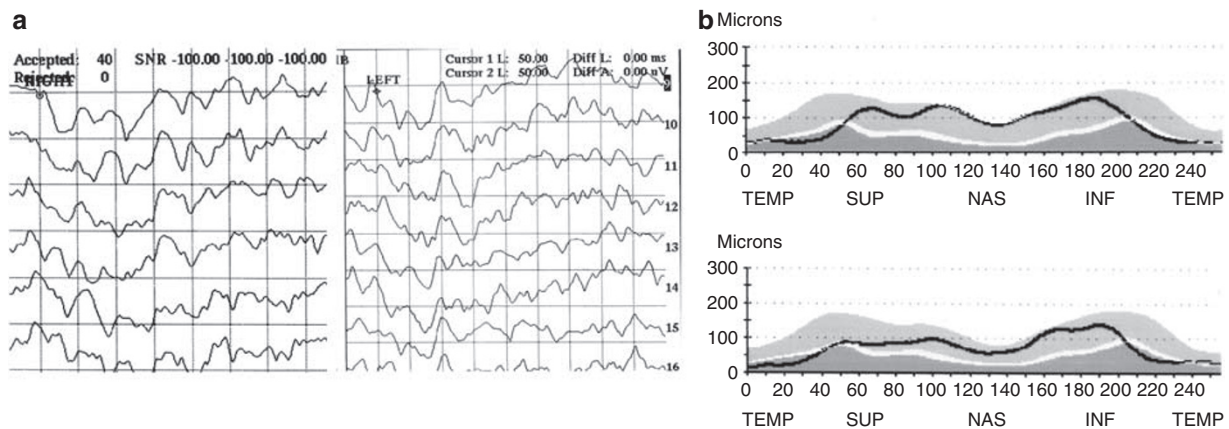 a
Accepted: 40 SNR -100.00 -100.00 -100.00
Rejected: 0
RIGHT
Cursor 1 L: 50.00 Diff L: 0.00 ms
Cursor 2 L: 50.00 Diff A: 0.00 uV
LEFT
10
11
12
13
14
15
16
b Microns
300
200
100
0
0 20 40 60 80 100 120 140 160 180 200 220 240
TEMP SUP NAS INF TEMP
Microns
300
200
100
0
0 20 40 60 80 100 120 140 160 180 200 220 240
TEMP SUP NAS INF TEMP